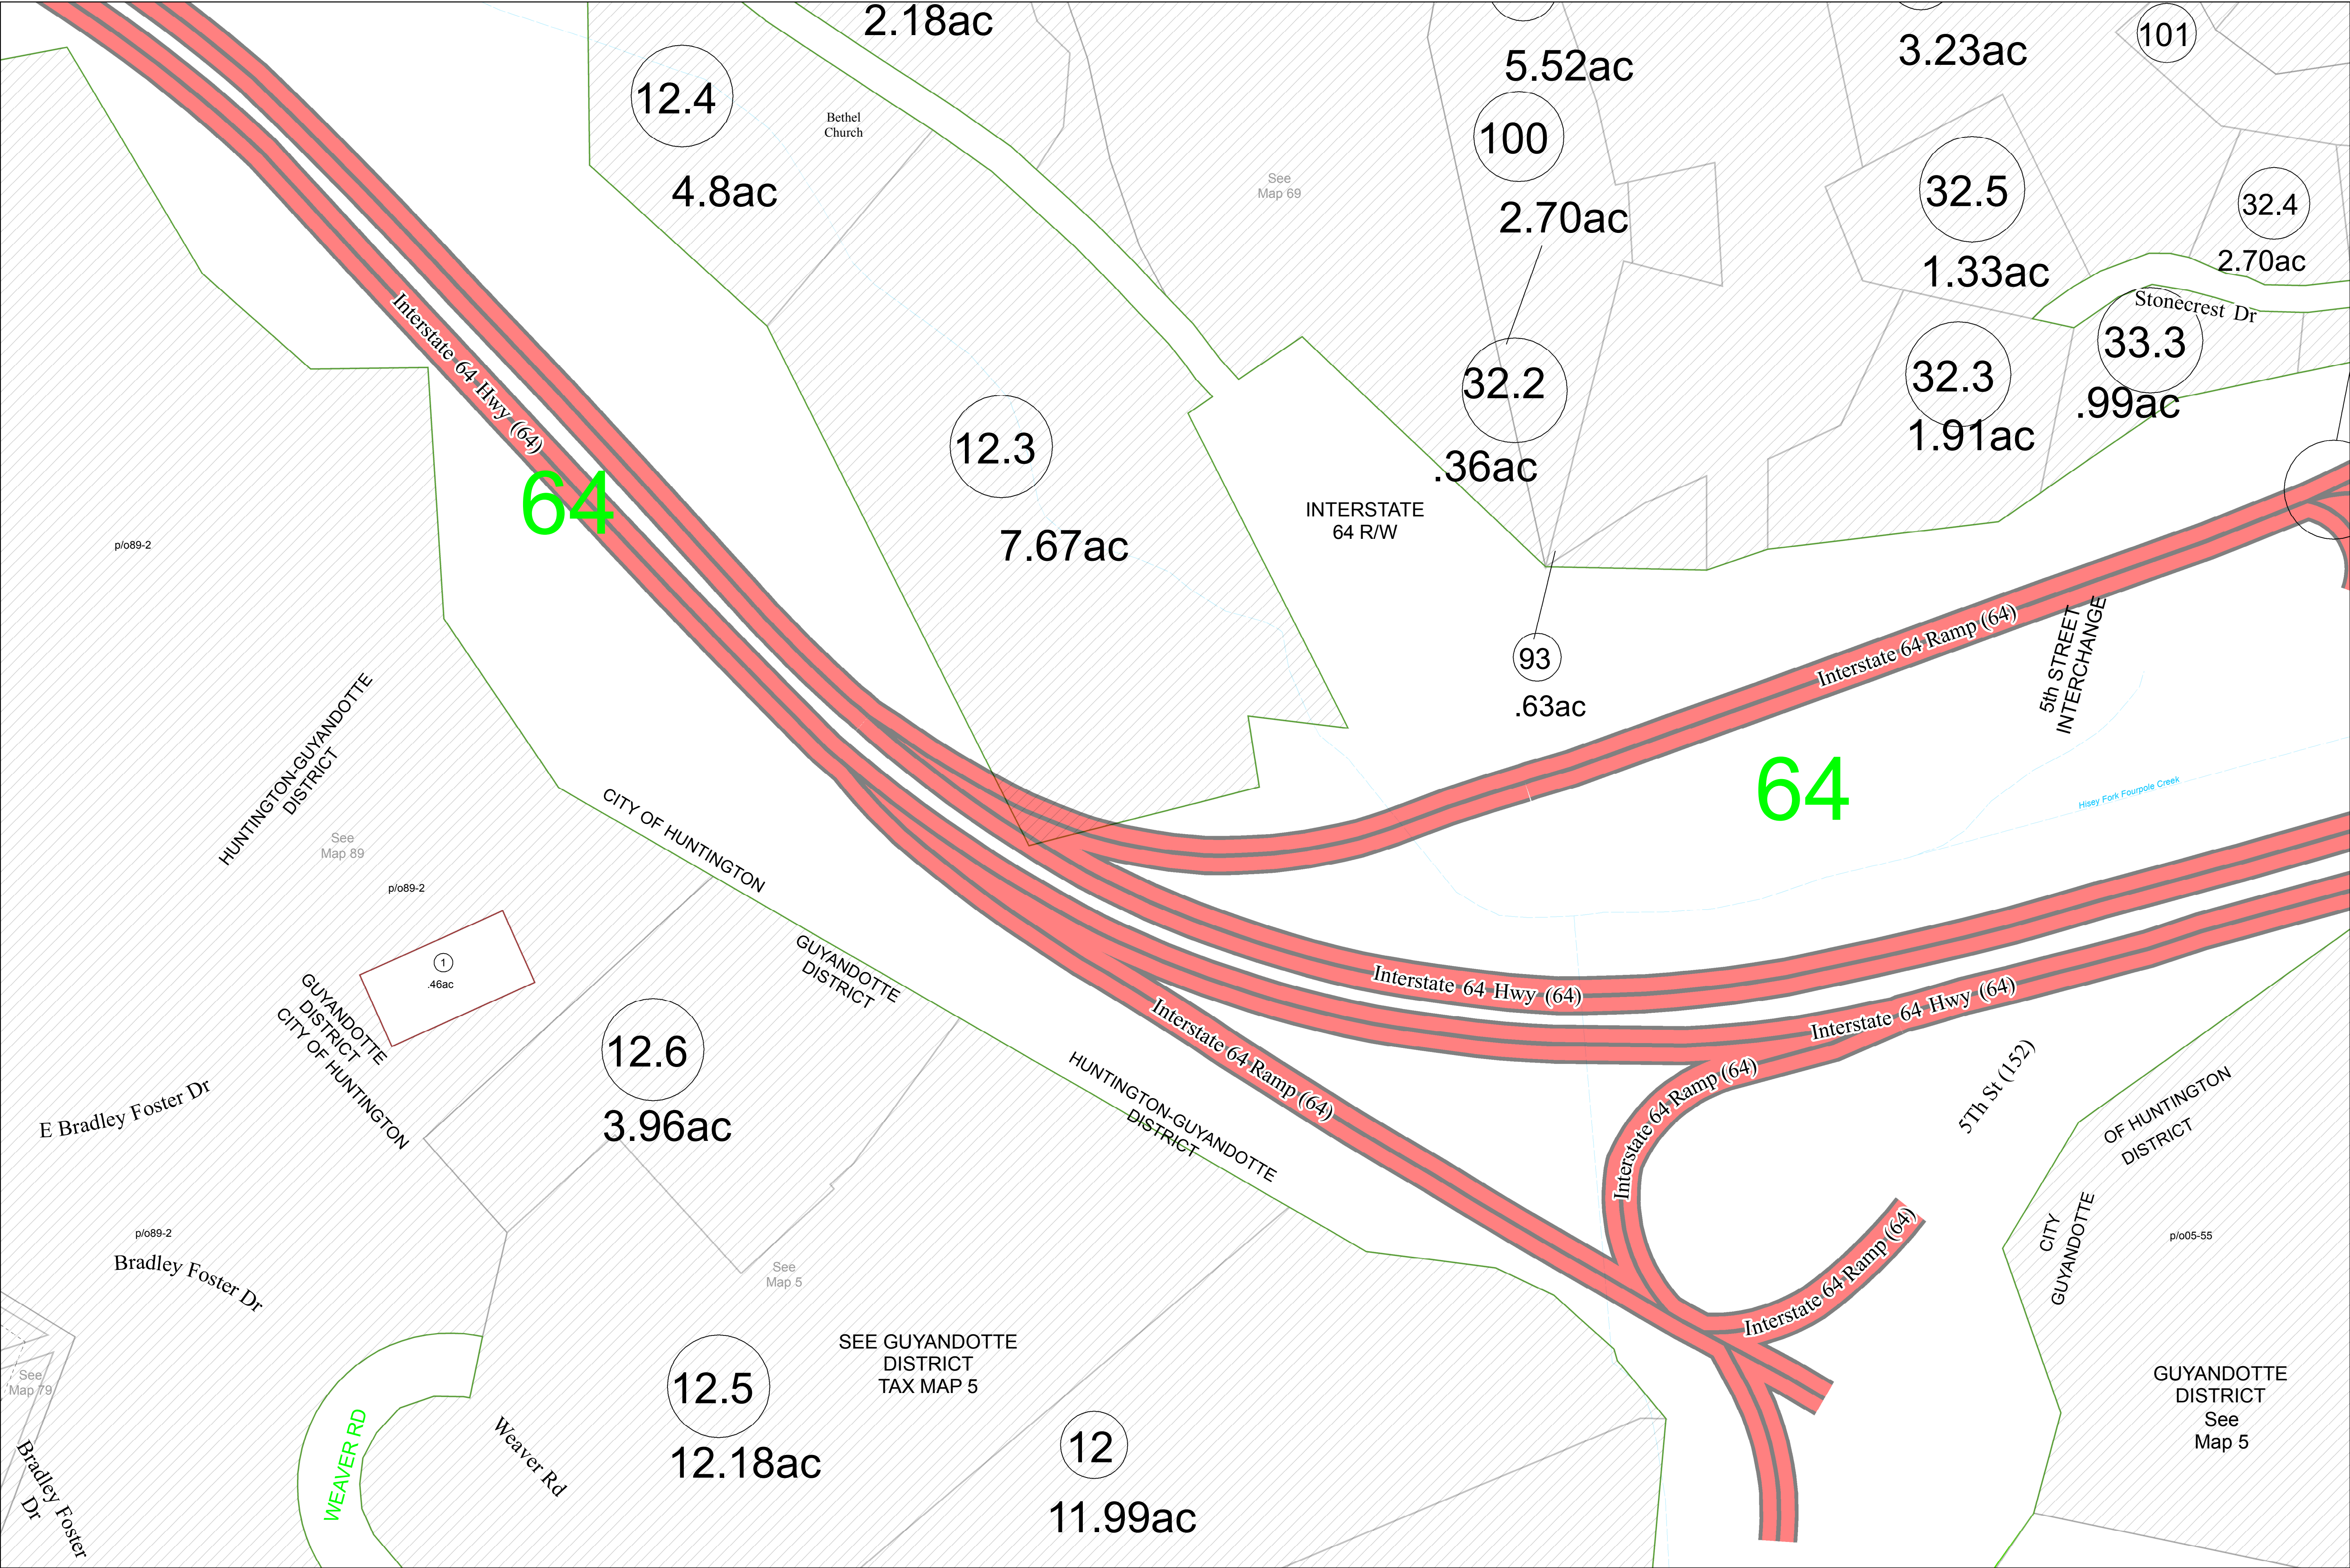 2.18ac
5.52ac
3.23ac
101
12.4
4.8ac
Bethel
Church
See
Map 69
100
2.70ac
32.5
1.33ac
32.4
2.70ac
Stonecrest Dr
33.3
.99ac
32.3
1.91ac
32.2
.36ac
Interstate 64 Hwy (64)
64
12.3
7.67ac
INTERSTATE
64 R/W
p/o89-2
93
.63ac
Interstate 64 Ramp (64)
5th STREET
INTERCHANGE
64
Hisey Fork Fourpole Creek
HUNTINGTON-GUYANDOTTE
DISTRICT
See
Map 89
p/o89-2
CITY OF HUNTINGTON
GUYANDOTTE
DISTRICT
1
.46ac
GUYANDOTTE
DISTRICT
CITY OF HUNTINGTON
12.6
3.96ac
Interstate 64 Hwy (64)
Interstate 64 Hwy (64)
Interstate 64 Ramp (64)
Interstate 64 Ramp (64)
HUNTINGTON-GUYANDOTTE
DISTRICT
5Th St (152)
OF HUNTINGTON
DISTRICT
CITY
GUYANDOTTE
p/o05-55
E Bradley Foster Dr
p/o89-2
Bradley Foster Dr
See
Map 5
Interstate 64 Ramp (64)
See
Map 79
SEE GUYANDOTTE
DISTRICT
TAX MAP 5
12.5
12.18ac
12
11.99ac
WEAVER RD
Weaver Rd
Bradley Foster
Dr
GUYANDOTTE
DISTRICT
See
Map 5